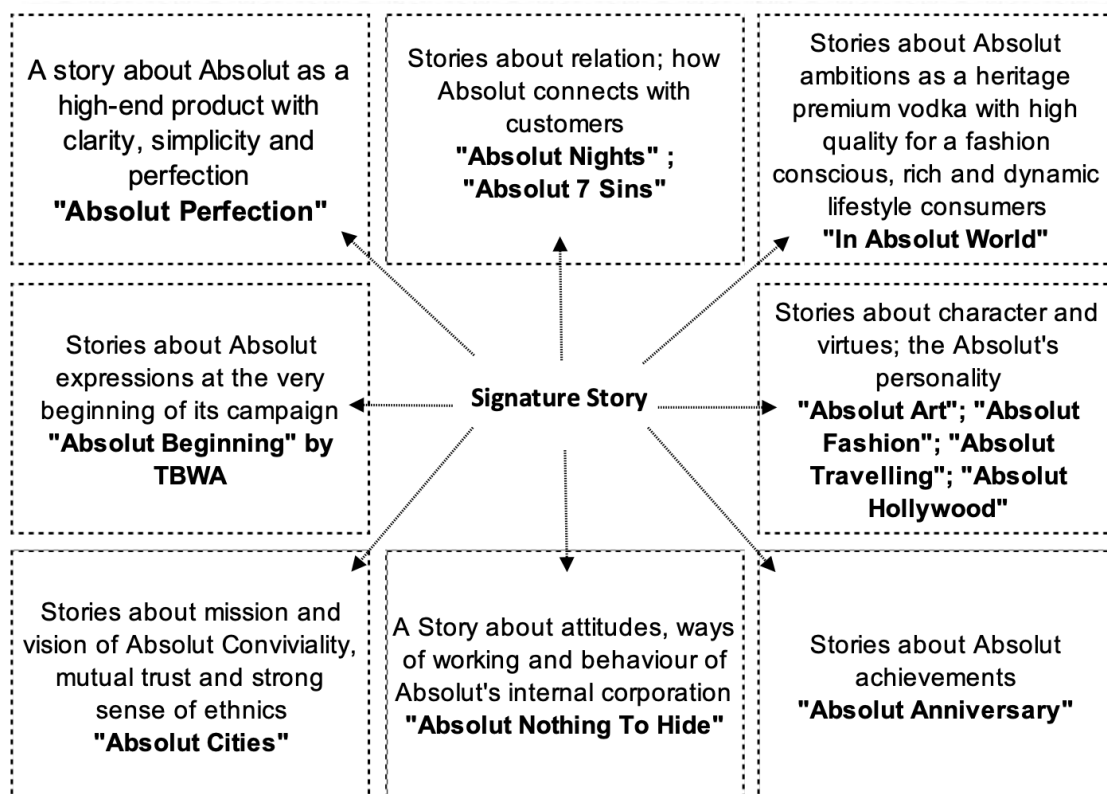 A story about Absolut as a
high-end product with
clarity, simplicity and
perfection
"Absolut Perfection"
Stories about relation; how
Absolut connects with
customers
"Absolut Nights" ;
"Absolut 7 Sins"
Stories about Absolut
ambitions as a heritage
premium vodka with high
quality for a fashion
conscious, rich and dynamic
lifestyle consumers
"In Absolut World"
Stories about Absolut
expressions at the very
beginning of its campaign
"Absolut Beginning" by
TBWA
Signature Story
Stories about character and
virtues; the Absolut's
personality
"Absolut Art"; "Absolut
Fashion"; "Absolut
Travelling"; "Absolut
Hollywood"
Stories about mission and
vision of Absolut Conviviality,
mutual trust and strong
sense of ethnics
"Absolut Cities"
A Story about attitudes, ways
of working and behaviour of
Absolut's internal corporation
"Absolut Nothing To Hide"
Stories about Absolut
achievements
"Absolut Anniversary"